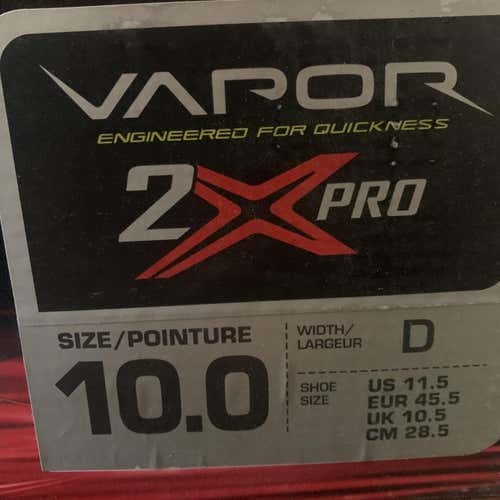 VAPOR
ENGINEERED FOR QUICKNESS
2X PRO
SIZE/POINTURE
10.0
WIDTH/
LARGEUR
D
SHOE
SIZE
US 11.5
EUR 45.5
UK 10.5
CM 28.5